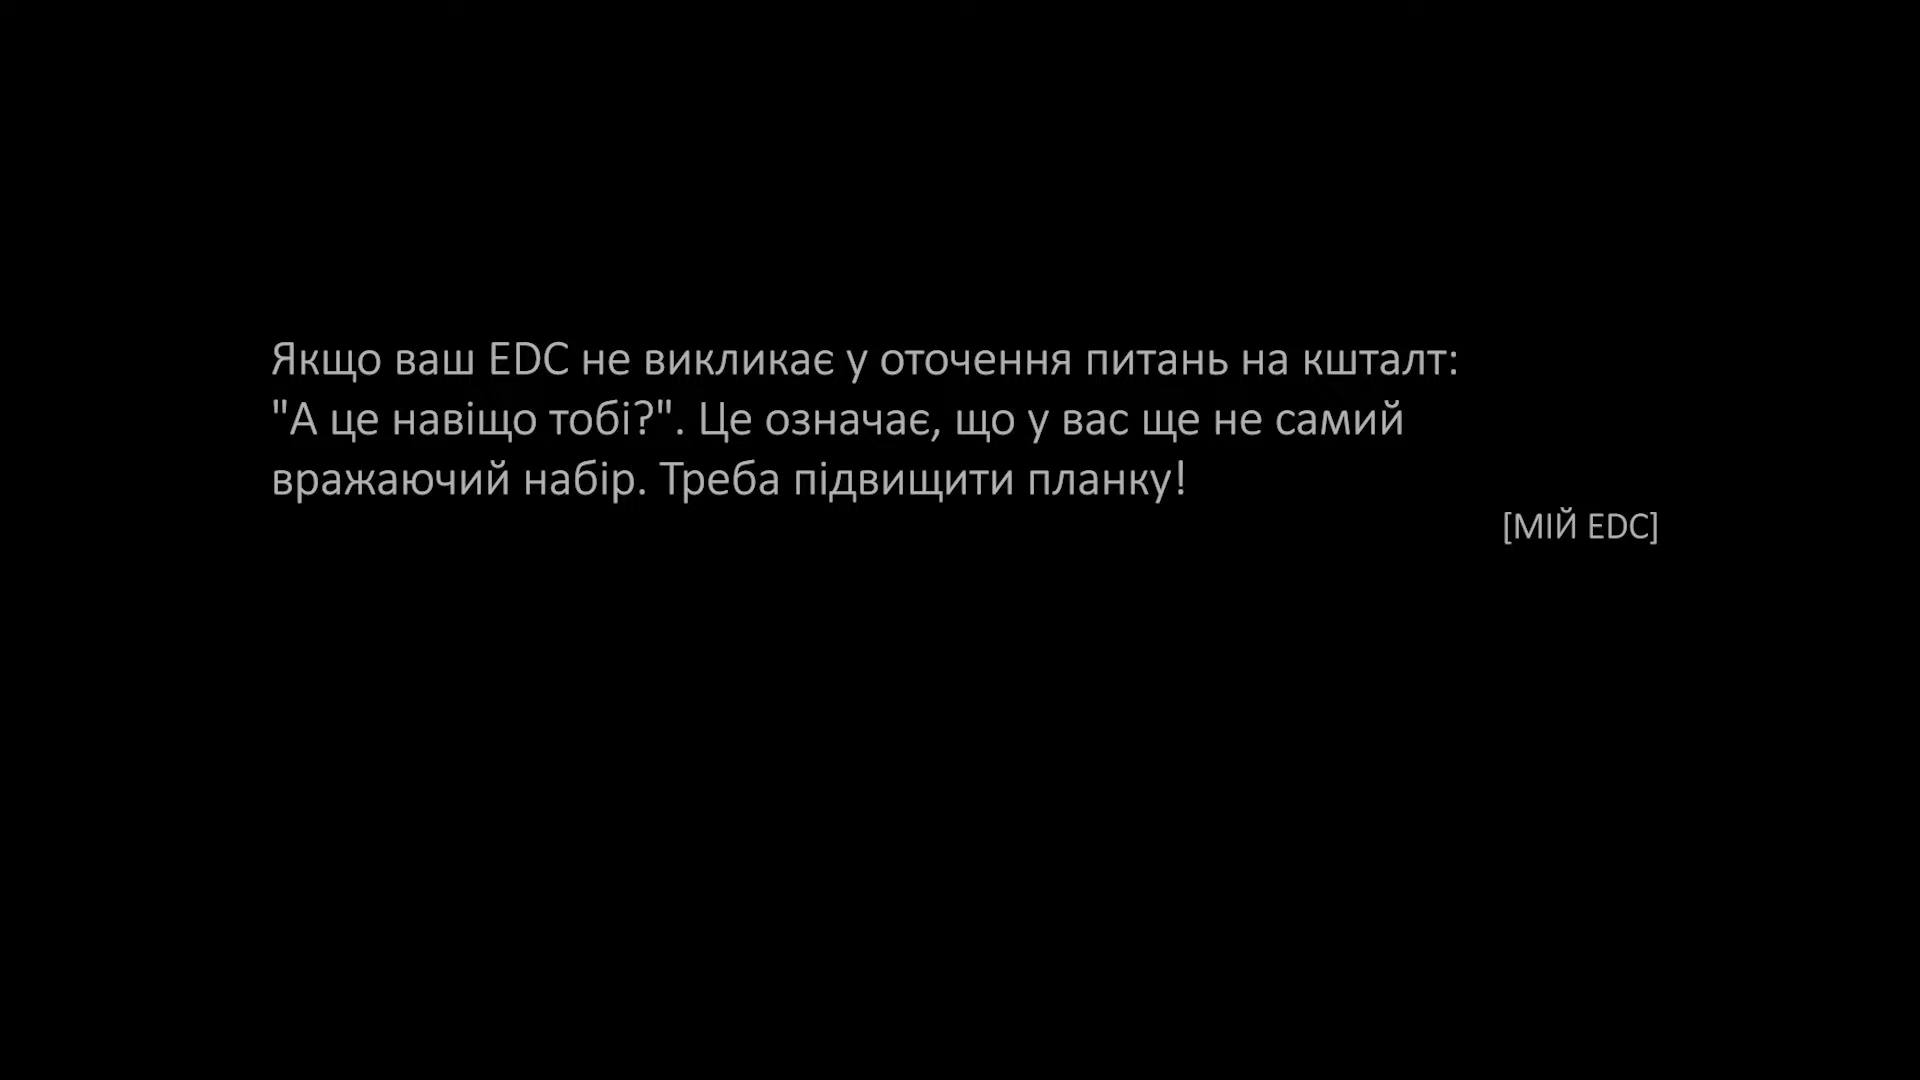 Якщо ваш EDC не викликає у оточення питань на кшталт:
"А це навіщо тобі?". Це означає, що у вас ще не самий
вражаючий набір. Треба підвищити планку!
[МІЙ EDC]